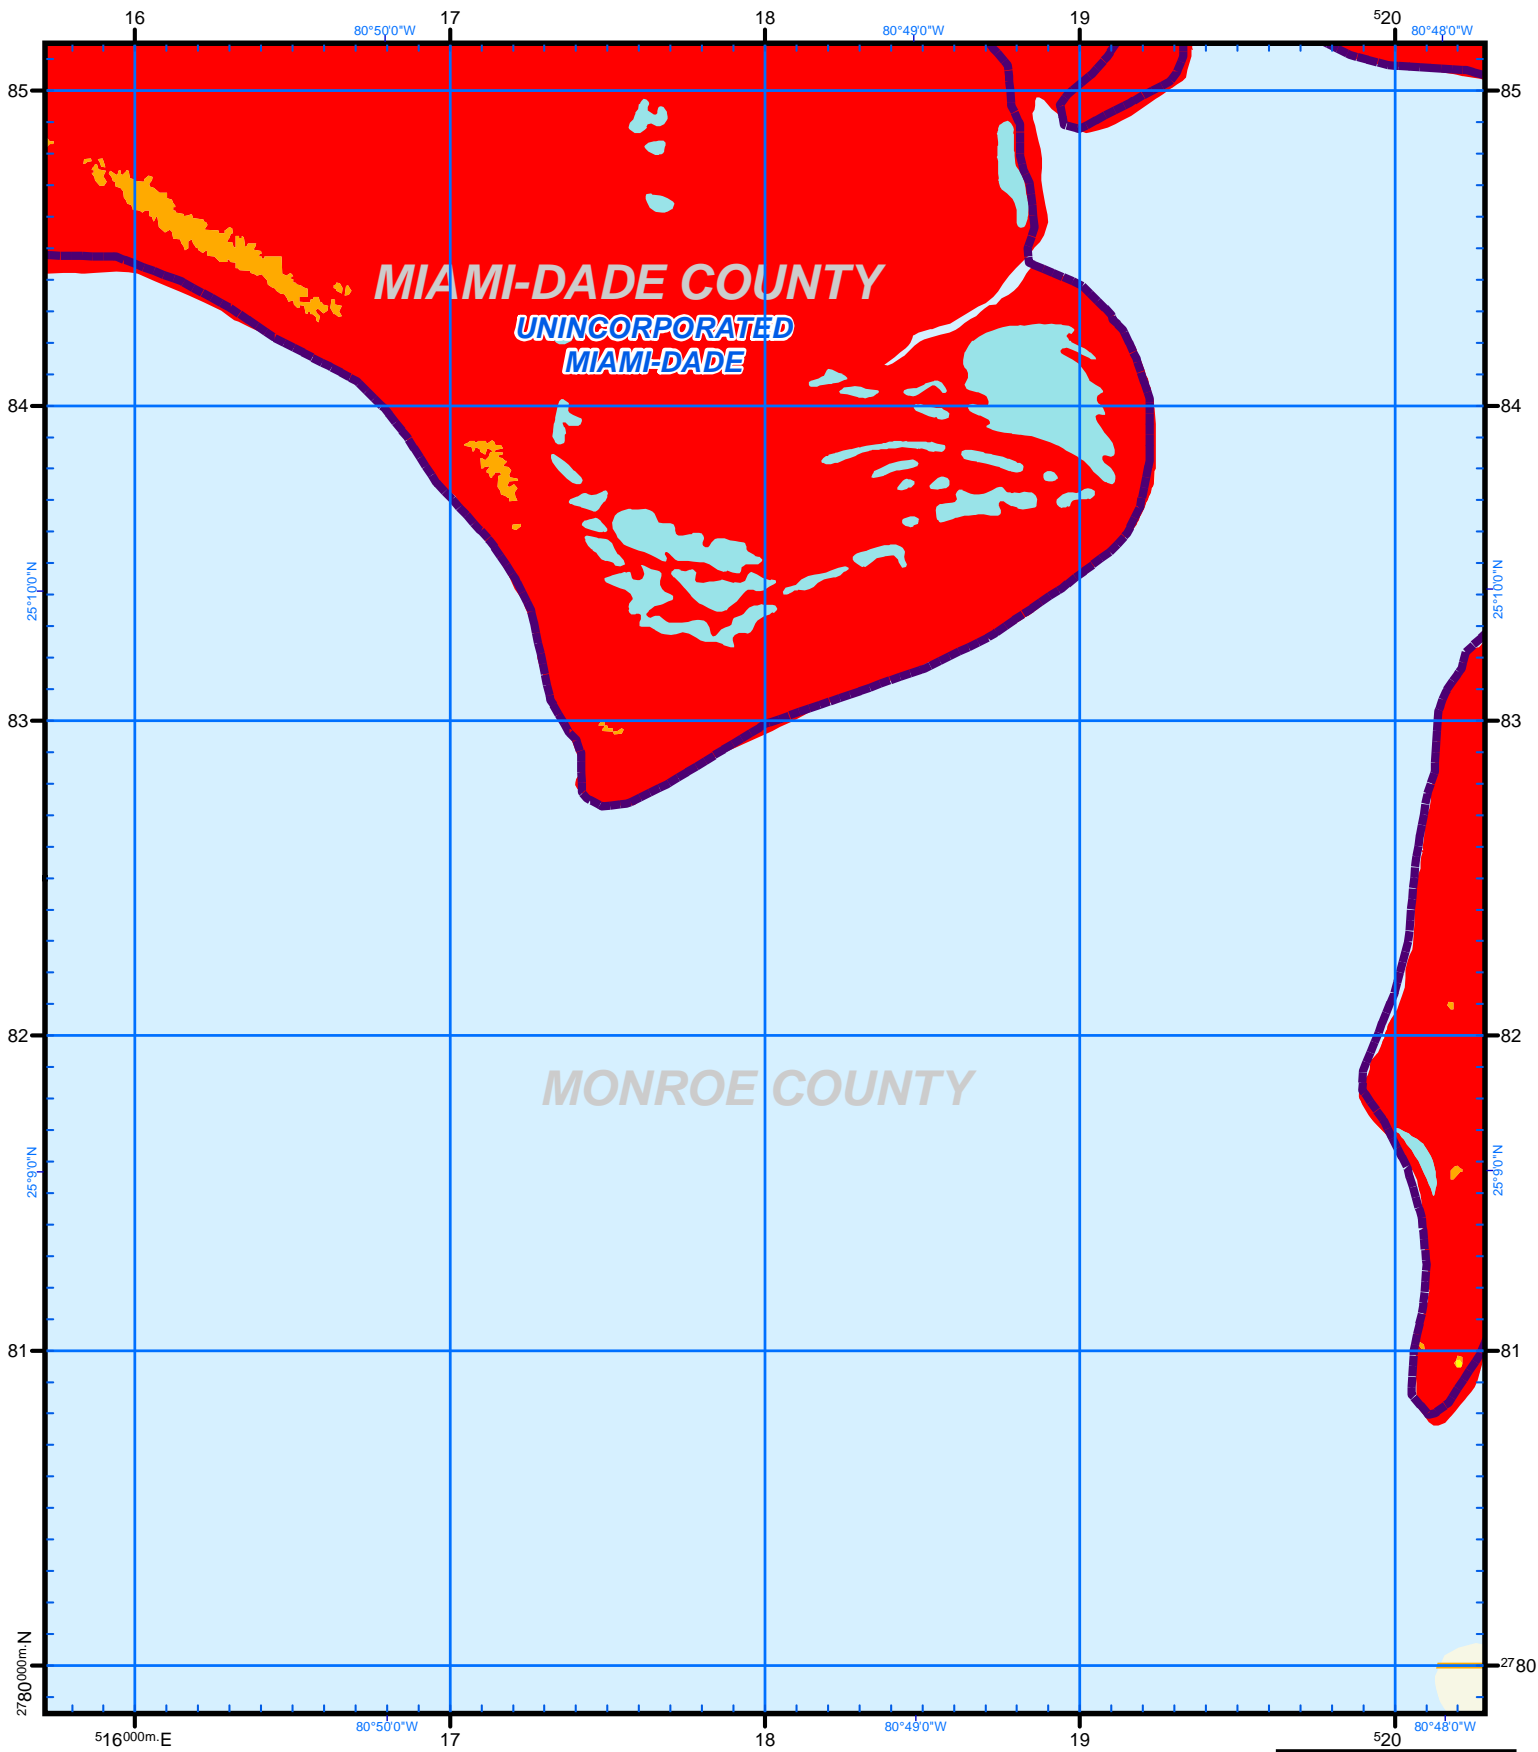 16 17 18 19 ⁵20
80°50'0"W 80°49'0"W 80°48'0"W
85 85
MIAMI-DADE COUNTY
UNINCORPORATED
MIAMI-DADE
84 84
25°10'0"N 25°10'0"N
83 83
82 82
MONROE COUNTY
25°9'0"N 25°9'0"N
81 81
²⁷80⁰⁰⁰ᵐ·N ²⁷80
80°50'0"W 80°49'0"W 80°48'0"W
⁵16⁰⁰⁰ᵐ·E 17 18 19 ⁵20